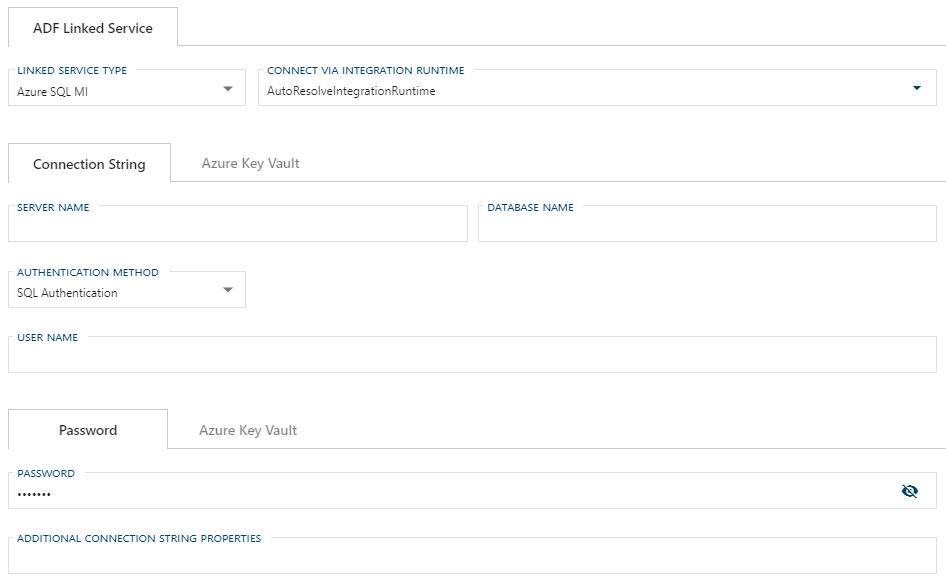 ADF Linked Service
LINKED SERVICE TYPE
Azure SQL MI
CONNECT VIA INTEGRATION RUNTIME
AutoResolveIntegrationRuntime
Connection String
Azure Key Vault
SERVER NAME
DATABASE NAME
AUTHENTICATION METHOD
SQL Authentication
USER NAME
Password
Azure Key Vault
PASSWORD
•••••••
ADDITIONAL CONNECTION STRING PROPERTIES